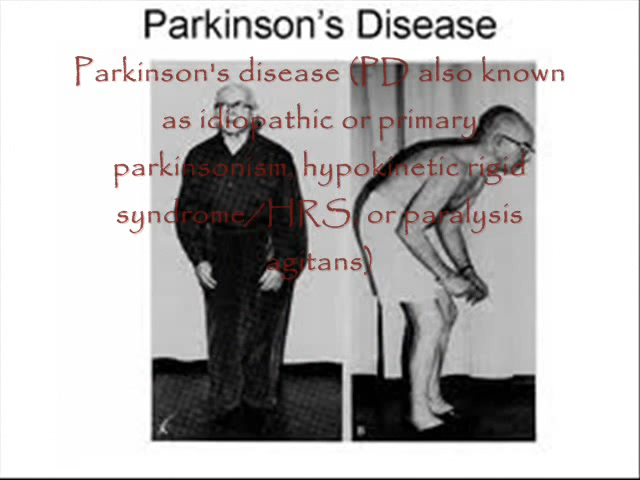 Parkinson's Disease
Parkinson's disease (PD also known
as idiopathic or primary
parkinsonism, hypokinetic rigid
syndrome/HRS, or paralysis
agitans)
B